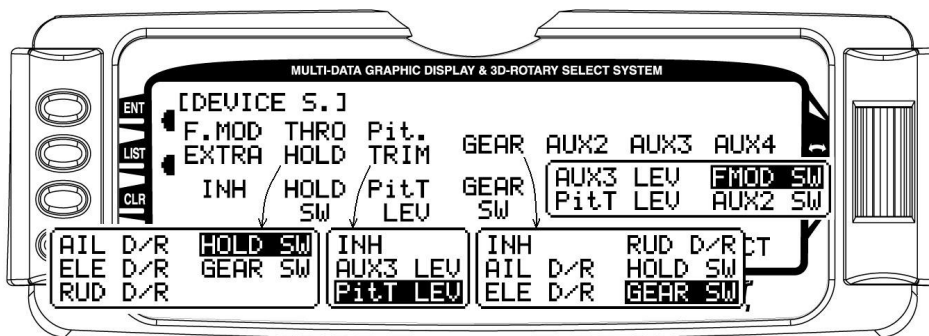 MULTI-DATA GRAPHIC DISPLAY & 3D-ROTARY SELECT SYSTEM
ENT
LIST
CLR
[DEVICE S.]
F.MOD THRO Pit. GEAR AUX2 AUX3 AUX4
EXTRA HOLD TRIM
INH HOLD PitT GEAR
SW LEV SW
AUX3 LEV FMOD SW
PitT LEV AUX2 SW
AIL D/R HOLD SW
ELE D/R GEAR SW
RUD D/R
INH
AUX3 LEV
PitT LEV
INH RUD D/R
AIL D/R HOLD SW
ELE D/R GEAR SW
CT